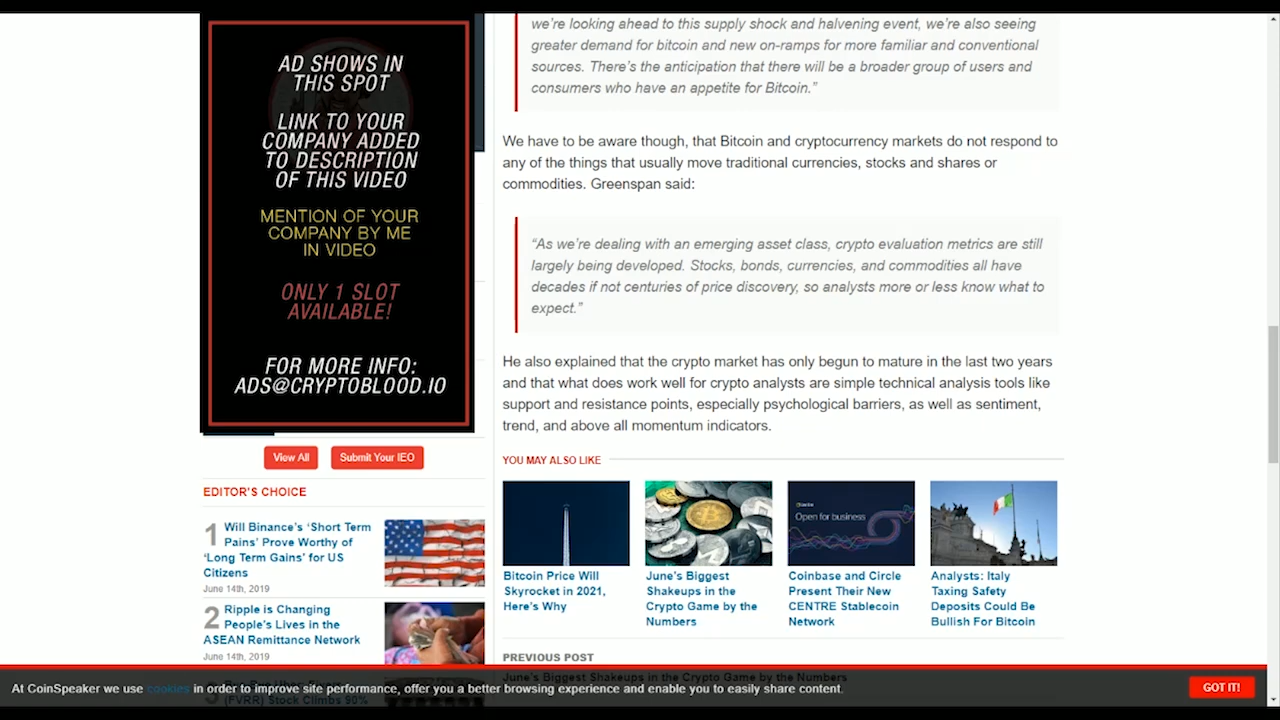 AD SHOWS IN
THIS SPOT
LINK TO YOUR
COMPANY ADDED
TO DESCRIPTION
OF THIS VIDEO
MENTION OF YOUR
COMPANY BY ME
IN VIDEO
ONLY 1 SLOT
AVAILABLE!
FOR MORE INFO:
ADS@CRYPTOBLOOD.IO
View All
Submit Your IEO
EDITOR'S CHOICE
1
Will Binance's 'Short Term
Pains' Prove Worthy of
'Long Term Gains' for US
Citizens
June 14th, 2019
2
Ripple is Changing
People's Lives in the
ASEAN Remittance Network
June 14th, 2019
(FVRR) Stock Climbs 90%
we're looking ahead to this supply shock and halvening event, we're also seeing
greater demand for bitcoin and new on-ramps for more familiar and conventional
sources. There's the anticipation that there will be a broader group of users and
consumers who have an appetite for Bitcoin."
We have to be aware though, that Bitcoin and cryptocurrency markets do not respond to
any of the things that usually move traditional currencies, stocks and shares or
commodities. Greenspan said:
"As we're dealing with an emerging asset class, crypto evaluation metrics are still
largely being developed. Stocks, bonds, currencies, and commodities all have
decades if not centuries of price discovery, so analysts more or less know what to
expect."
He also explained that the crypto market has only begun to mature in the last two years
and that what does work well for crypto analysts are simple technical analysis tools like
support and resistance points, especially psychological barriers, as well as sentiment,
trend, and above all momentum indicators.
YOU MAY ALSO LIKE
Open for business
Bitcoin Price Will
Skyrocket in 2021,
Here's Why
June's Biggest
Shakeups in the
Crypto Game by the
Numbers
Coinbase and Circle
Present Their New
CENTRE Stablecoin
Network
Analysts: Italy
Taxing Safety
Deposits Could Be
Bullish For Bitcoin
PREVIOUS POST
June's Biggest Shakeups in the Crypto Game by the Numbers
At CoinSpeaker we use cookies in order to improve site performance, offer you a better browsing experience and enable you to easily share content.
GOT IT!